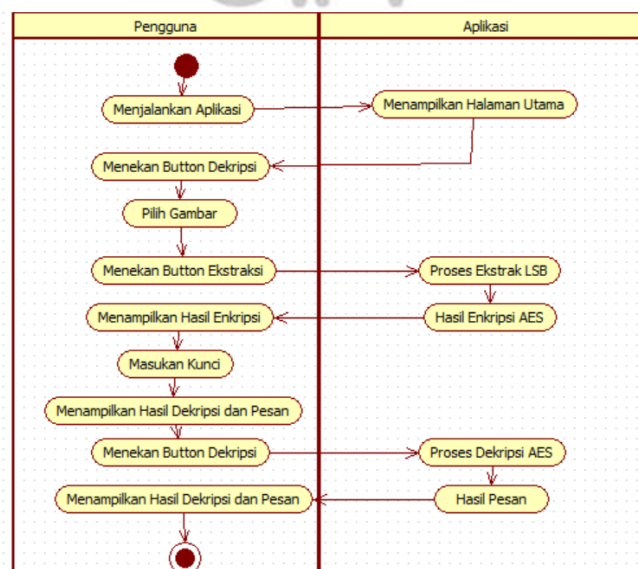 Pengguna
Aplikasi
Menjalankan Aplikasi
Menampilkan Halaman Utama
Menekan Button Dekripsi
Pilih Gambar
Menekan Button Ekstraksi
Proses Ekstrak LSB
Menampilkan Hasil Enkripsi
Hasil Enkripsi AES
Masukan Kunci
Menampilkan Hasil Dekripsi dan Pesan
Menekan Button Dekripsi
Proses Dekripsi AES
Menampilkan Hasil Dekripsi dan Pesan
Hasil Pesan